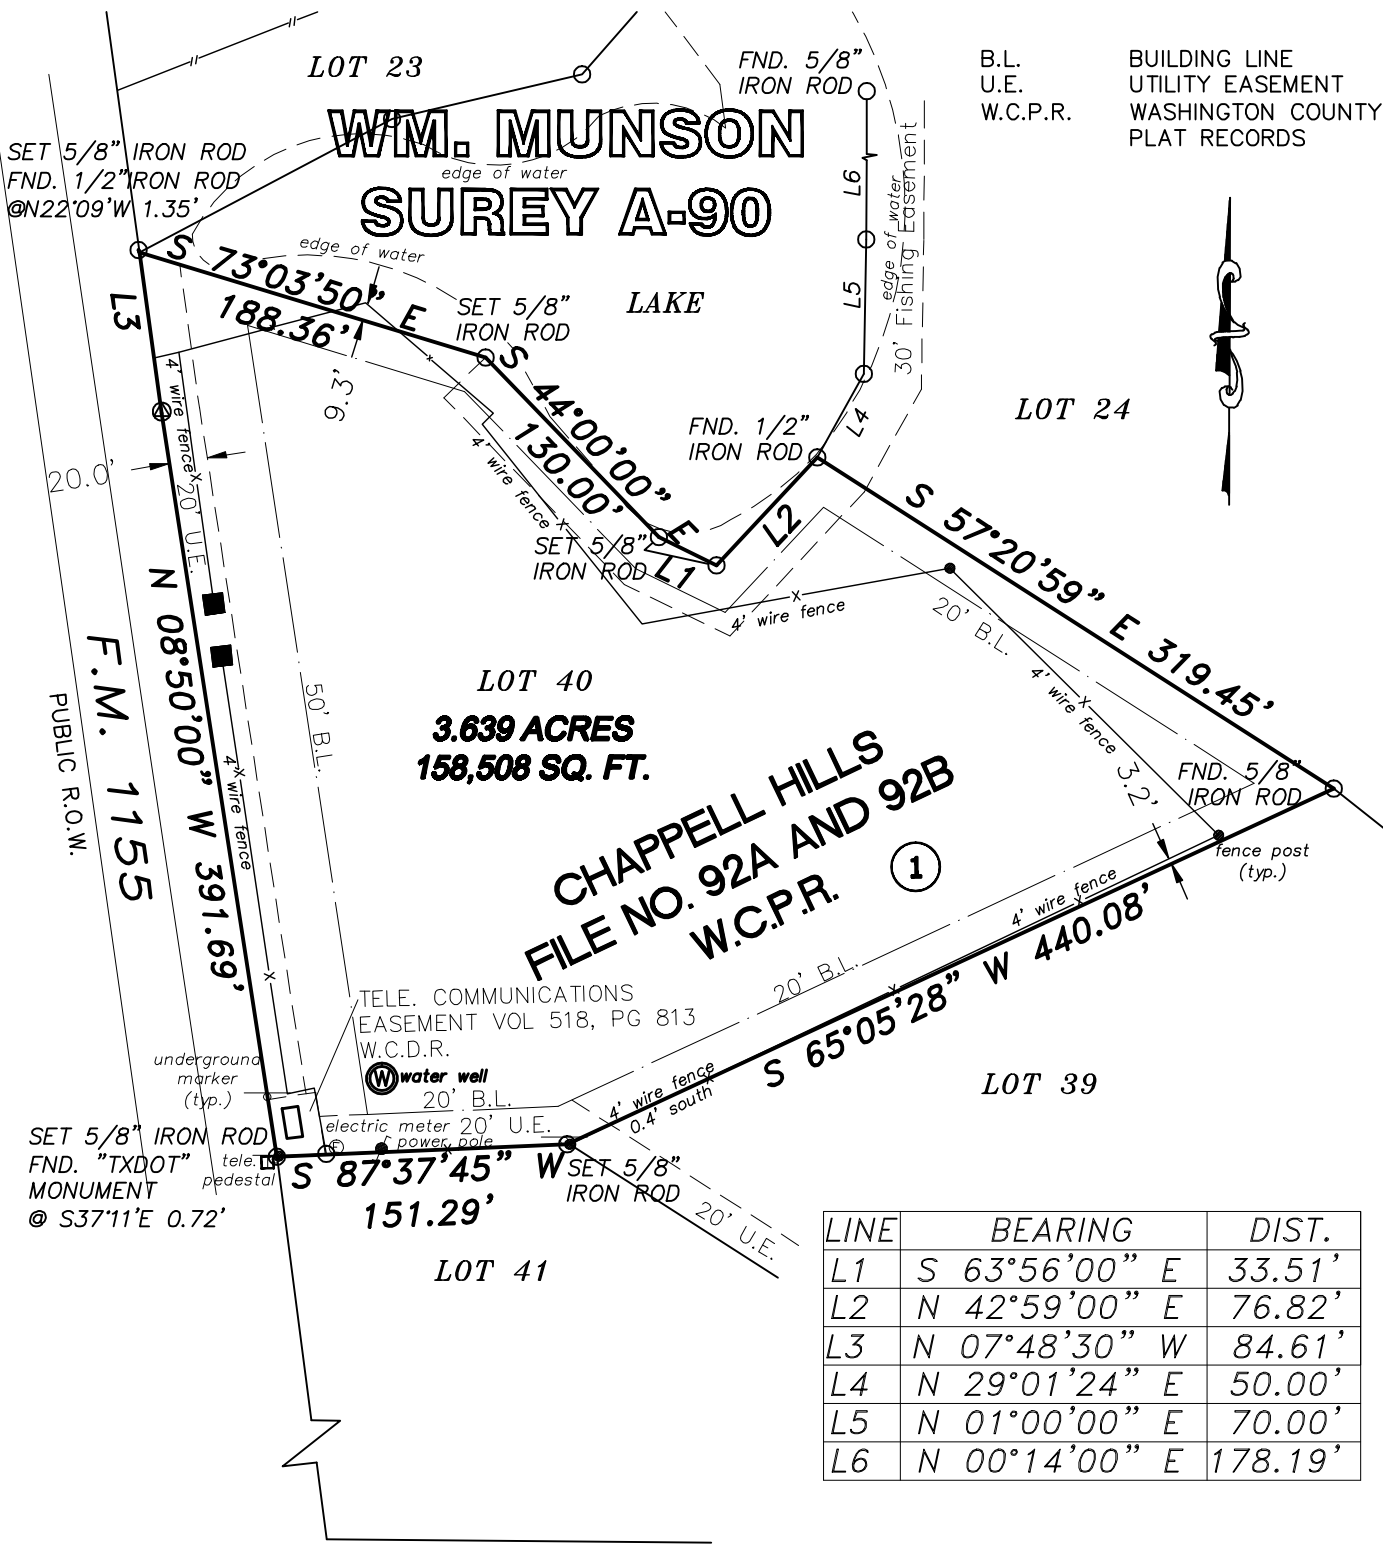 LOT 23
FND. 5/8"
IRON ROD
B.L. BUILDING LINE
U.E. UTILITY EASEMENT
W.C.P.R. WASHINGTON COUNTY
PLAT RECORDS
WM. MUNSON
SUREY A-90
edge of water
SET 5/8" IRON ROD
FND. 1/2" IRON ROD
@N22°09'W 1.35'
L6
L5
L4
edge of water
30' Fishing Easement
edge of water
S 73°03'50" E
188.36'
L3
9.3'
SET 5/8"
IRON ROD
LAKE
S 44°00'00" E
130.00'
FND. 1/2"
IRON ROD
LOT 24
4' wire fence
20' U.E.
20.0'
4' wire fence
SET 5/8"
IRON ROD
L1
L2
S 57°20'59" E 319.45'
4' wire fence
20' B.L.
4' wire fence
3.2'
FND. 5/8"
IRON ROD
fence post
(typ.)
N 08°50'00" W 391.69'
F.M. 1155
PUBLIC R.O.W.
4' wire fence
50' B.L.
LOT 40
3.639 ACRES
158,508 SQ. FT.
CHAPPELL HILLS
FILE NO. 92A AND 92B
W.C.P.R.
1
4' wire fence
20' B.L.
S 65°05'28" W 440.08'
LOT 39
TELE. COMMUNICATIONS
EASEMENT VOL 518, PG 813
W.C.D.R.
W water well
20' B.L.
4' wire fence
0.4' south
underground
marker
(typ.)
electric meter 20' U.E.
E
power pole
SET 5/8" IRON ROD
FND. "TXDOT"
MONUMENT
@ S37°11'E 0.72'
tele.
pedestal
S 87°37'45" W
151.29'
SET 5/8"
IRON ROD
20' U.E.
LOT 41
LINE BEARING DIST.
L1 S 63°56'00" E 33.51'
L2 N 42°59'00" E 76.82'
L3 N 07°48'30" W 84.61'
L4 N 29°01'24" E 50.00'
L5 N 01°00'00" E 70.00'
L6 N 00°14'00" E 178.19'